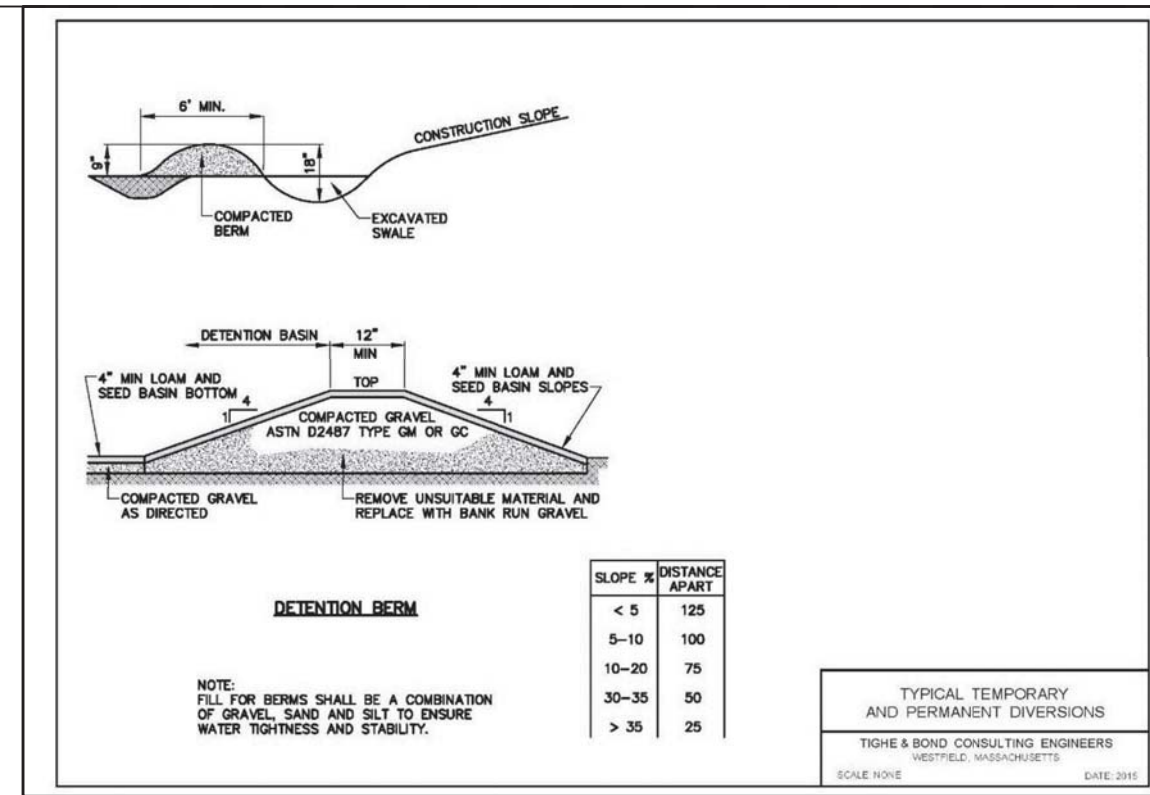 6' MIN.
9"
18"
CONSTRUCTION SLOPE
COMPACTED
BERM
EXCAVATED
SWALE
DETENTION BASIN
12"
MIN
4" MIN LOAM AND
SEED BASIN BOTTOM
TOP
4" MIN LOAM AND
SEED BASIN SLOPES
1
4
4
1
COMPACTED GRAVEL
ASTN D2487 TYPE GM OR GC
COMPACTED GRAVEL
AS DIRECTED
REMOVE UNSUITABLE MATERIAL AND
REPLACE WITH BANK RUN GRAVEL
DETENTION BERM
NOTE:
FILL FOR BERMS SHALL BE A COMBINATION
OF GRAVEL, SAND AND SILT TO ENSURE
WATER TIGHTNESS AND STABILITY.
SLOPE % DISTANCE
APART
< 5 125
5-10 100
10-20 75
30-35 50
> 35 25
TYPICAL TEMPORARY
AND PERMANENT DIVERSIONS
TIGHE & BOND CONSULTING ENGINEERS
WESTFIELD, MASSACHUSETTS
SCALE: NONE DATE: 2015